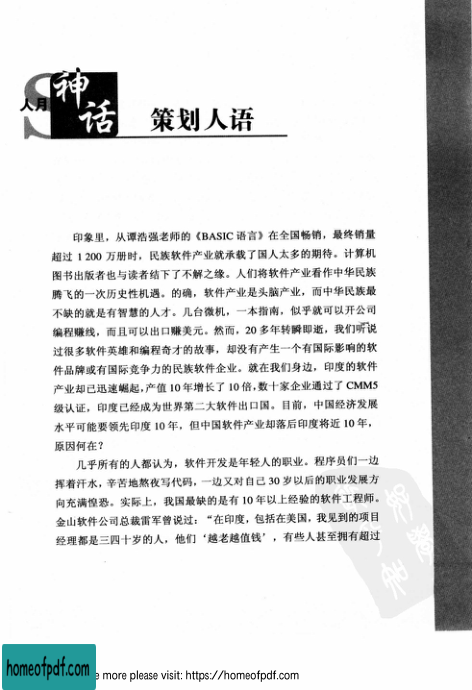 人月
神
话
策划人语
印象里，从谭浩强老师的《BASIC 语言》在全国畅销，最终销量
超过 1 200 万册时，民族软件产业就承载了国人太多的期待。计算机
图书出版者也与读者结下了不解之缘。人们将软件产业看作中华民族
腾飞的一次历史性机遇。的确，软件产业是头脑产业，而中华民族最
不缺的就是有智慧的人才。几台微机，一本指南，似乎就可以开公司
编程赚线，而且可以出口赚美元。然而，20 多年转瞬即逝，我们听说
过很多软件英雄和编程奇才的故事，却没有产生一个有国际影响的软
件品牌或有国际竞争力的民族软件企业。就在我们身边，印度的软件
产业却已迅速崛起，产值 10 年增长了 10 倍，数十家企业通过了 CMM5
级认证，印度已经成为世界第二大软件出口国。目前，中国经济发展
水平可能要领先印度 10 年，但中国软件产业却落后印度将近 10 年，
原因何在？
几乎所有的人都认为，软件开发是年轻人的职业。程序员们一边
挥着汗水，辛苦地熬夜写代码，一边又对自己 30 岁以后的职业发展方
向充满惶恐。实际上，我国最缺的是有 10 年以上经验的软件工程师。
金山软件公司总裁雷军曾说过：“在印度，包括在美国，我见到的项目
经理都是三四十岁的人，他们‘越老越值钱’，有些人甚至拥有超过
homeofpdf.com
e more please visit: https://homeofpdf.com